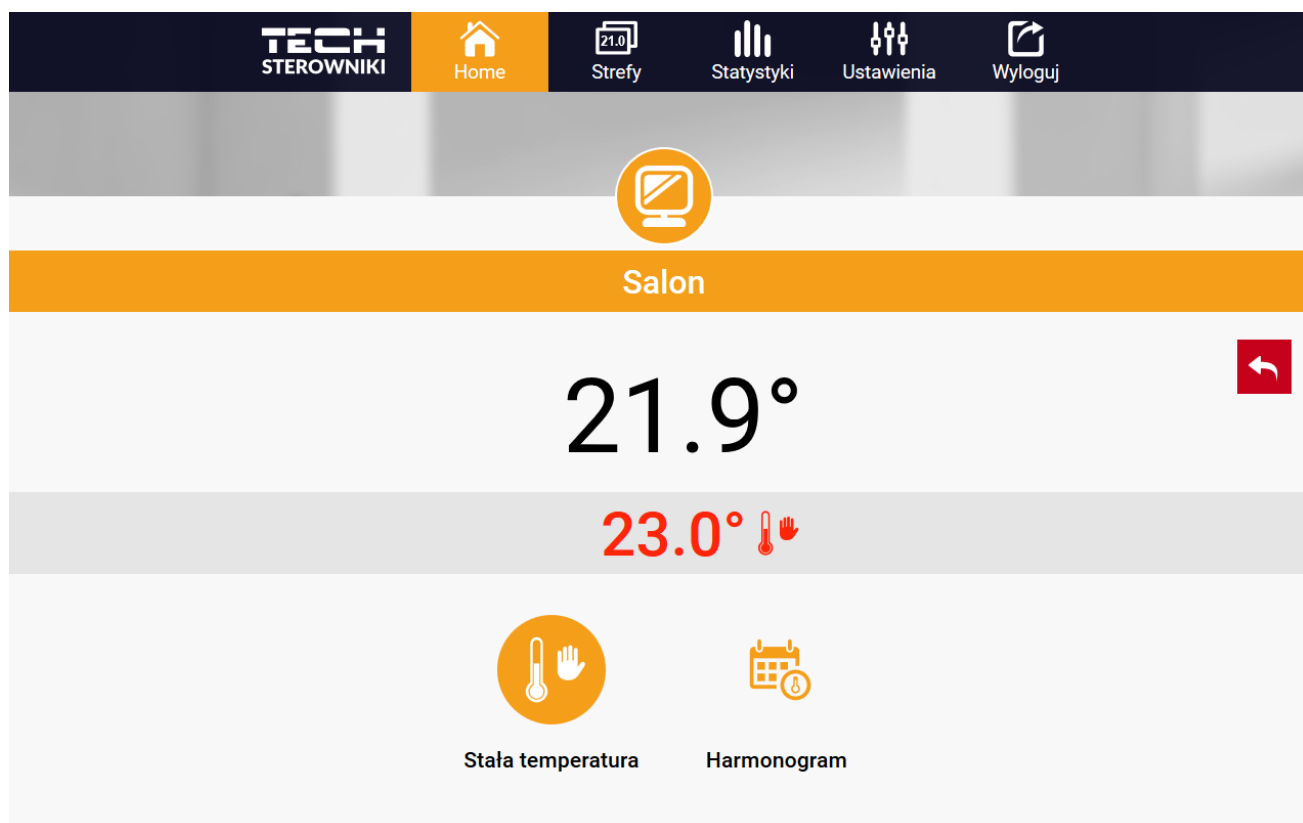 TECH
STEROWNIKI
Home
21.0
Strefy
Statystyki
Ustawienia
Wyloguj
Salon
21.9°
23.0°
Stała temperatura
Harmonogram